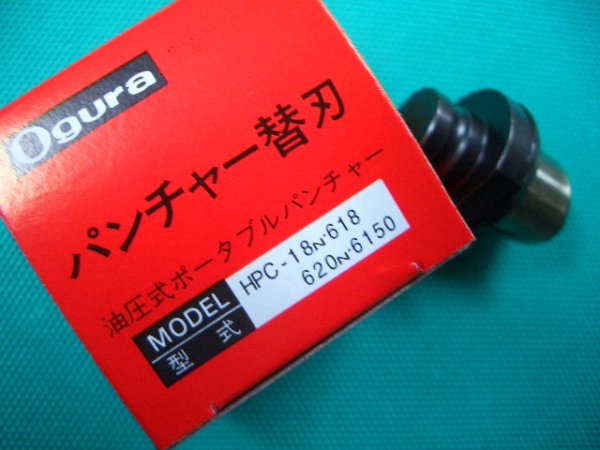 Ogura
パンチャー替刃
油圧式ポータブルパンチャー
MODEL HPC-18N·618
型式 620N·6150